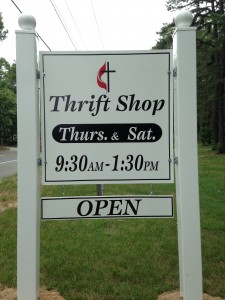 Thrift Shop
Thurs. & Sat.
9:30AM-1:30PM
OPEN